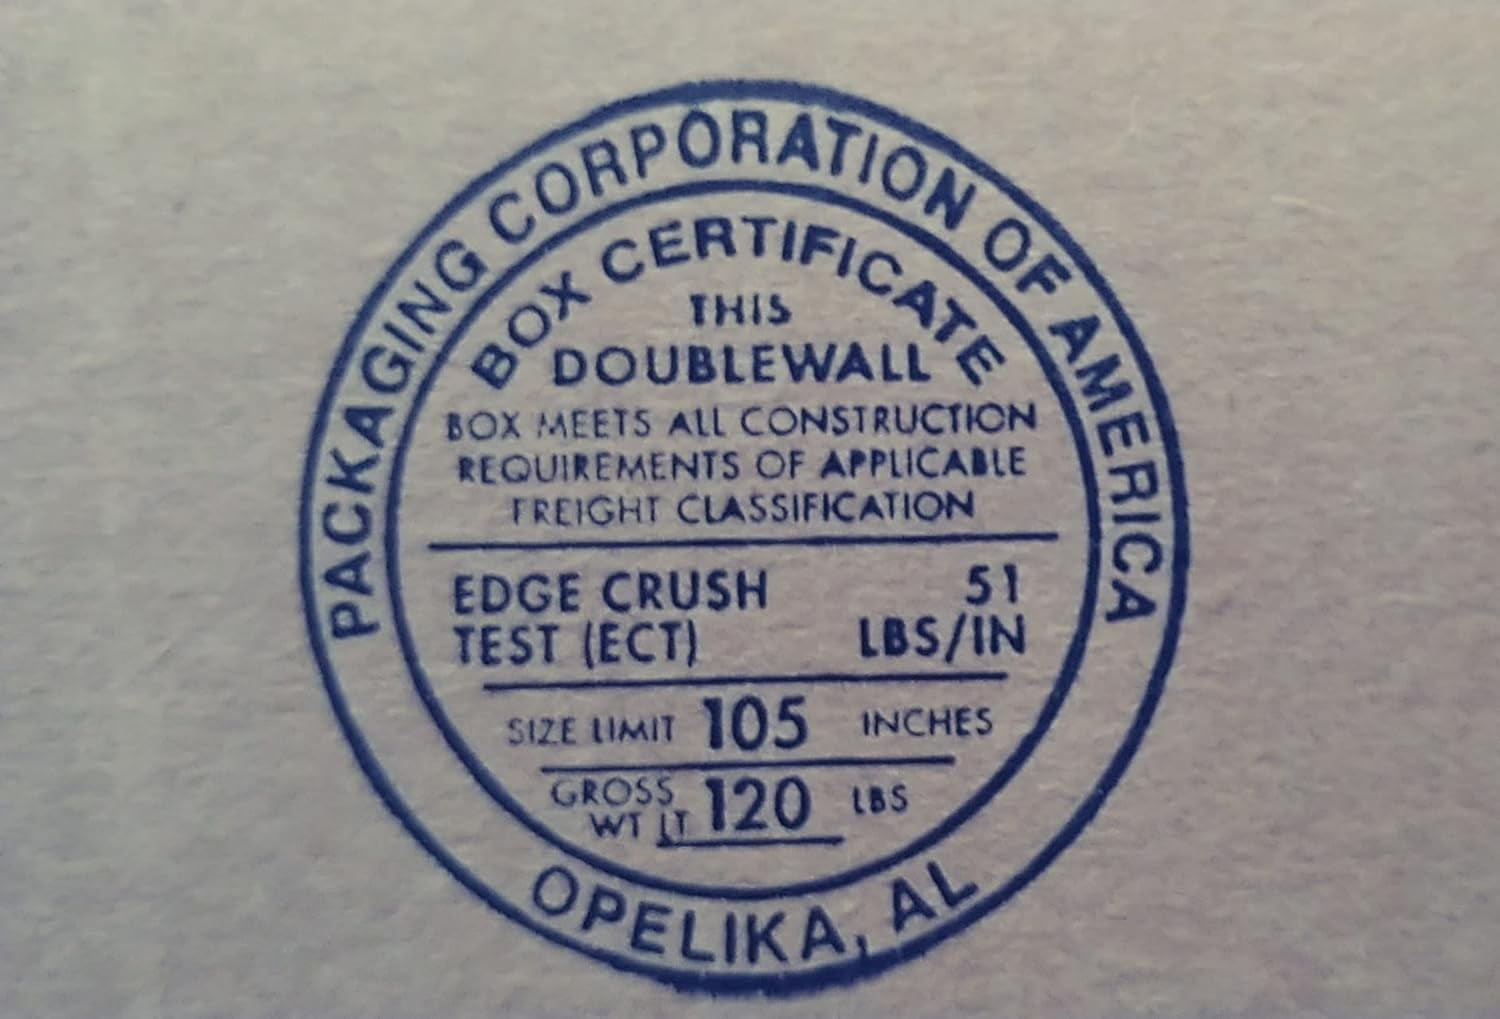 PACKAGING CORPORATION OF AMERICA
BOX CERTIFICATE
THIS
DOUBLEWALL
BOX MEETS ALL CONSTRUCTION
REQUIREMENTS OF APPLICABLE
FREIGHT CLASSIFICATION
EDGE CRUSH 51
TEST (ECT) LBS/IN
SIZE LIMIT 105 INCHES
GROSS
WT LT 120 LBS
OPELIKA, AL